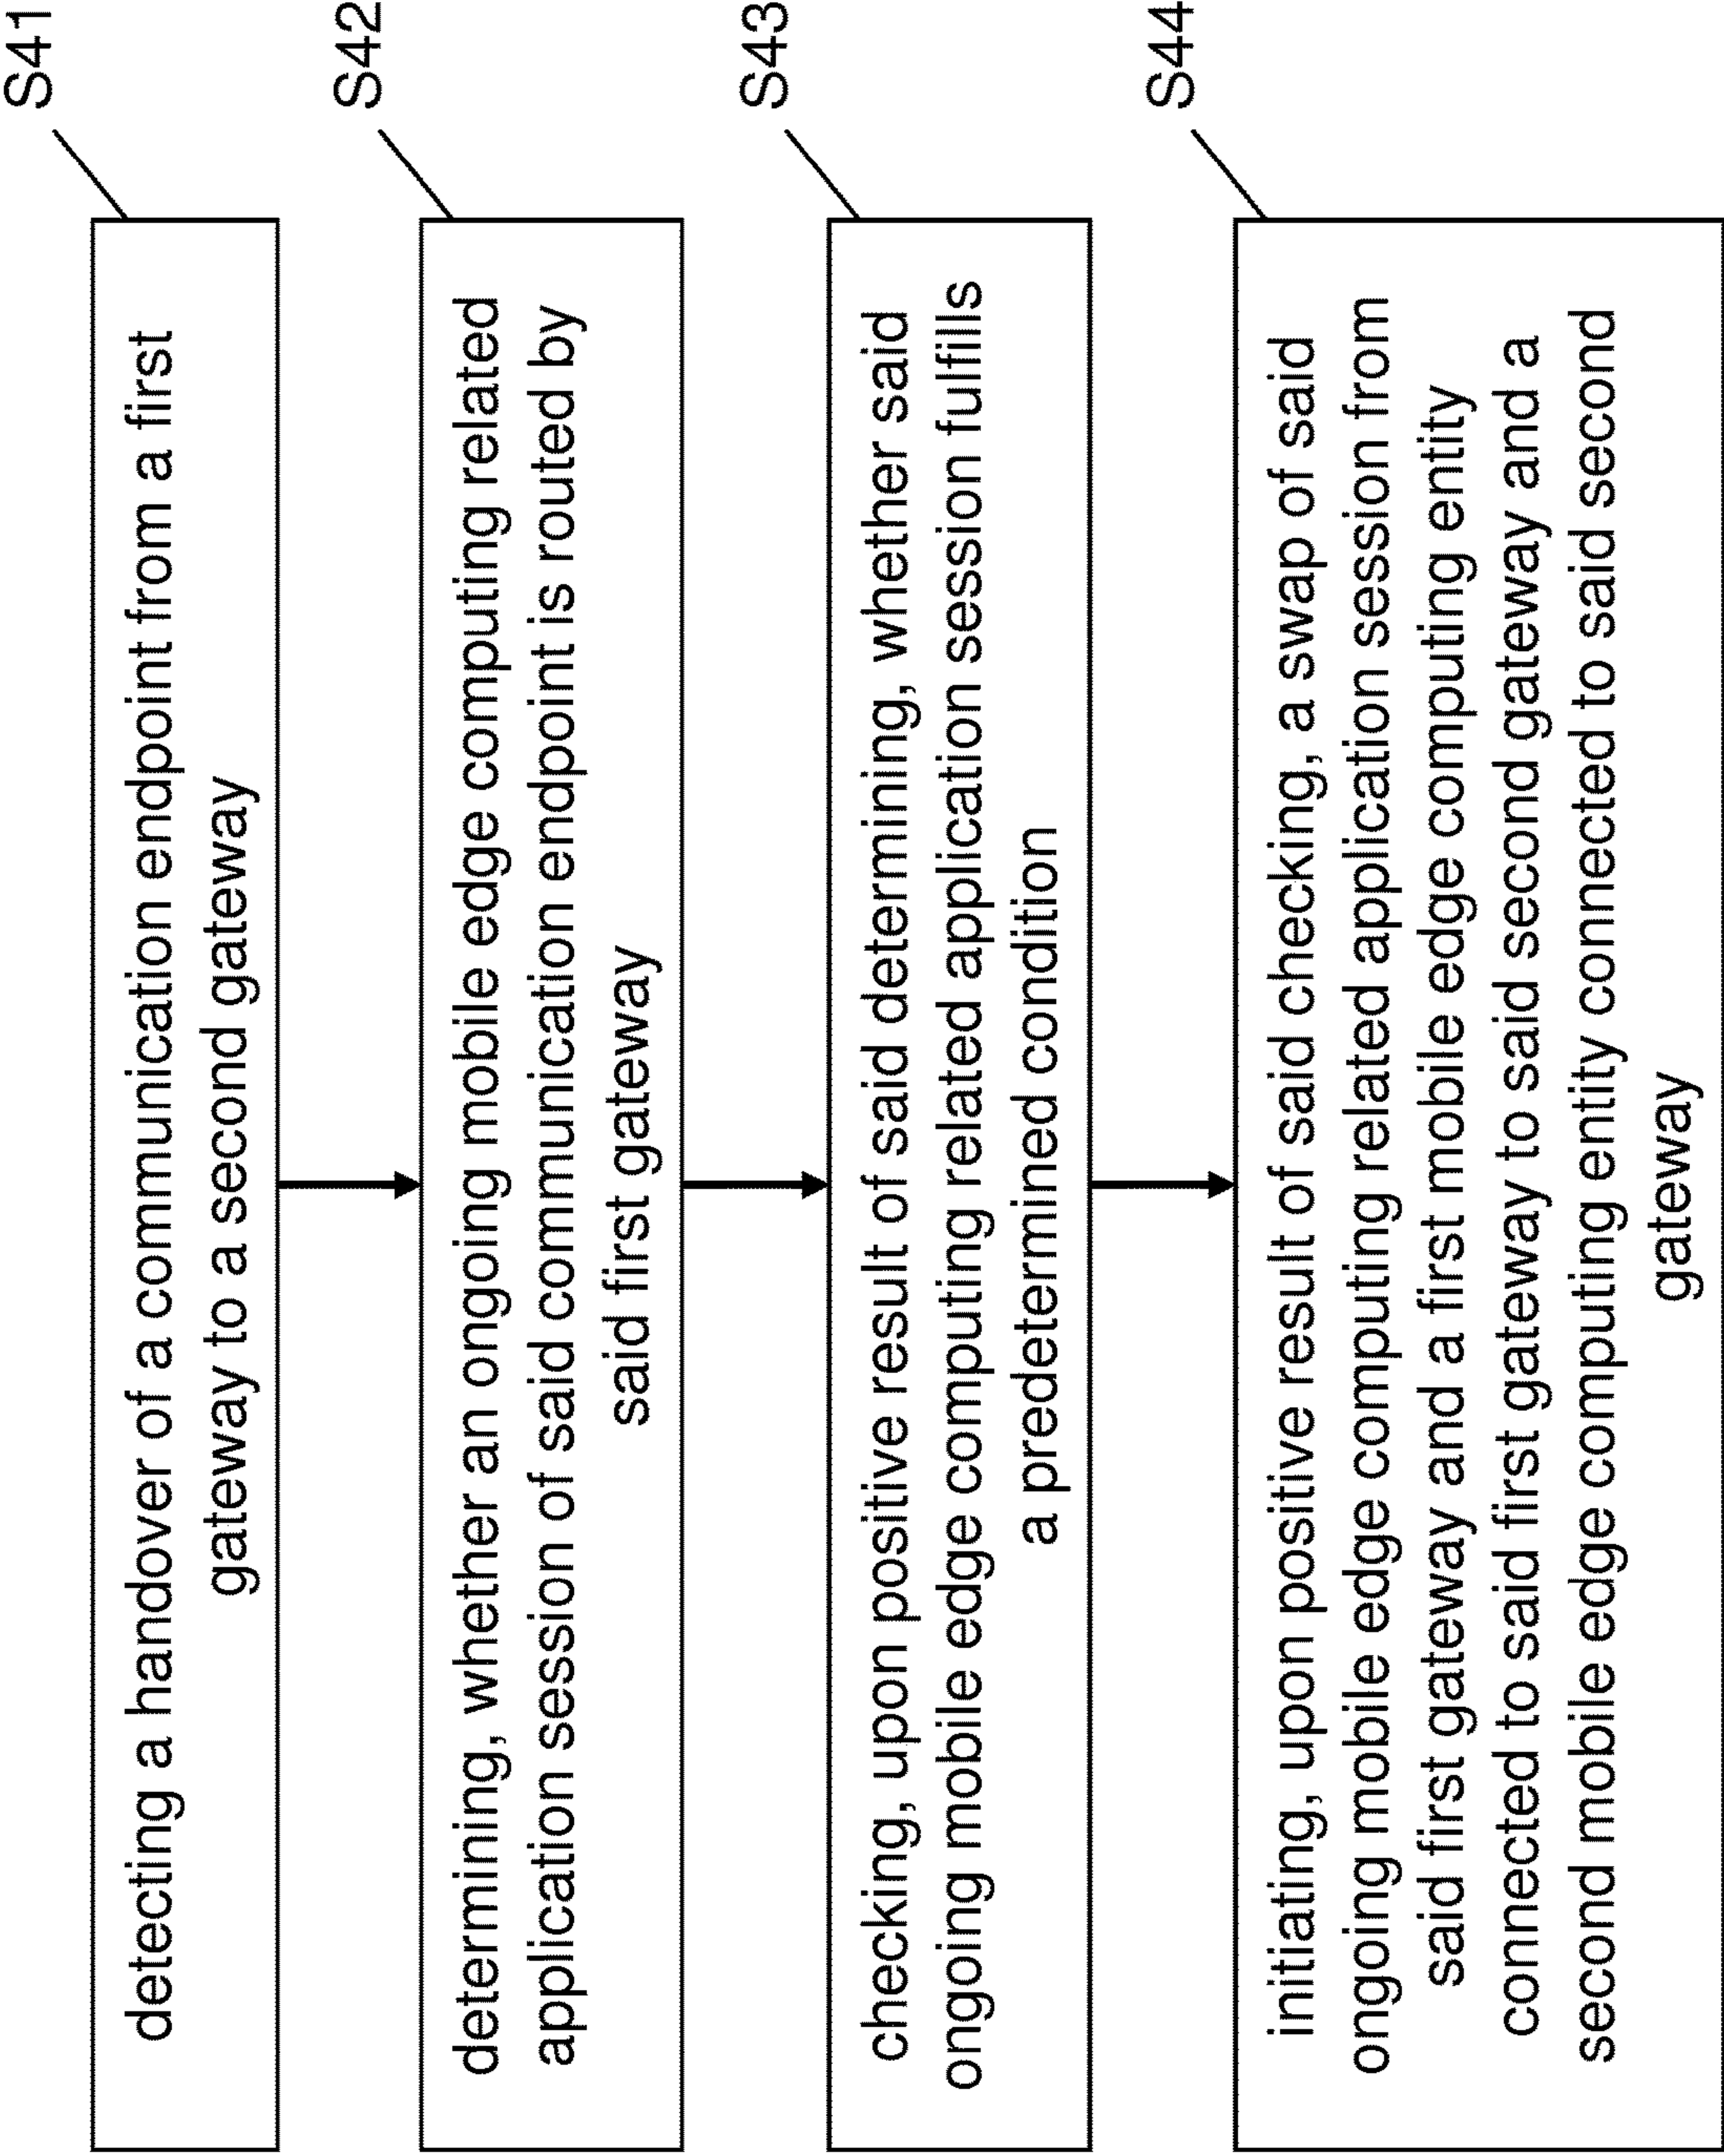 S41
detecting a handover of a communication endpoint from a first
gateway to a second gateway
S42
determining, whether an ongoing mobile edge computing related
application session of said communication endpoint is routed by
said first gateway
S43
checking, upon positive result of said determining, whether said
ongoing mobile edge computing related application session fulfills
a predetermined condition
S44
initiating, upon positive result of said checking, a swap of said
ongoing mobile edge computing related application session from
said first gateway and a first mobile edge computing entity
connected to said first gateway to said second gateway and a
second mobile edge computing entity connected to said second
gateway